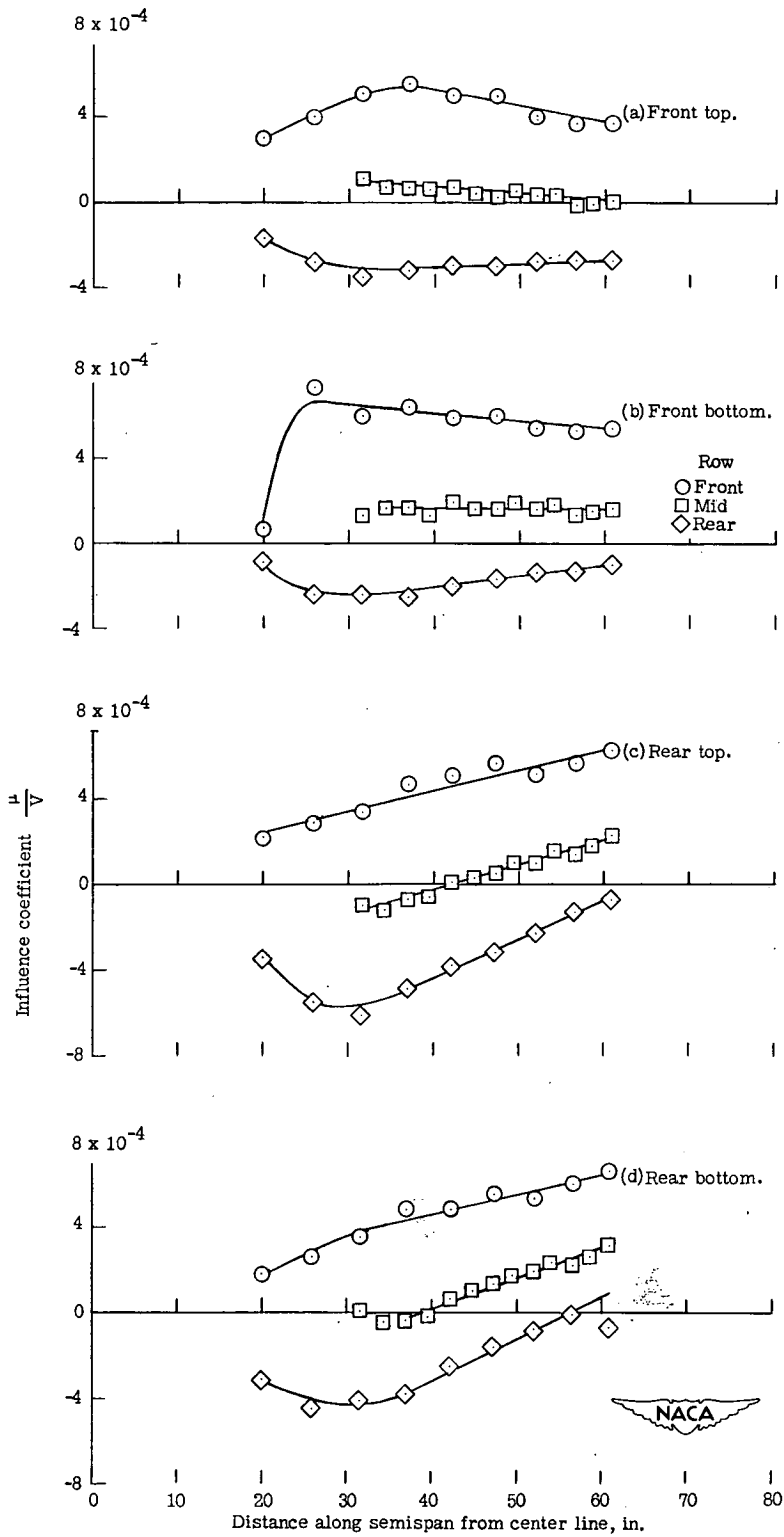 8 x 10⁻⁴
4
0
-4
(a) Front top.
8 x 10⁻⁴
4
0
-4
(b) Front bottom.
Row
Front
Mid
Rear
8 x 10⁻⁴
4
0
-4
-8
(c) Rear top.
Influence coefficient μ/V
8 x 10⁻⁴
4
0
-4
-8
(d) Rear bottom.
NACA
0 10 20 30 40 50 60 70 80
Distance along semispan from center line, in.